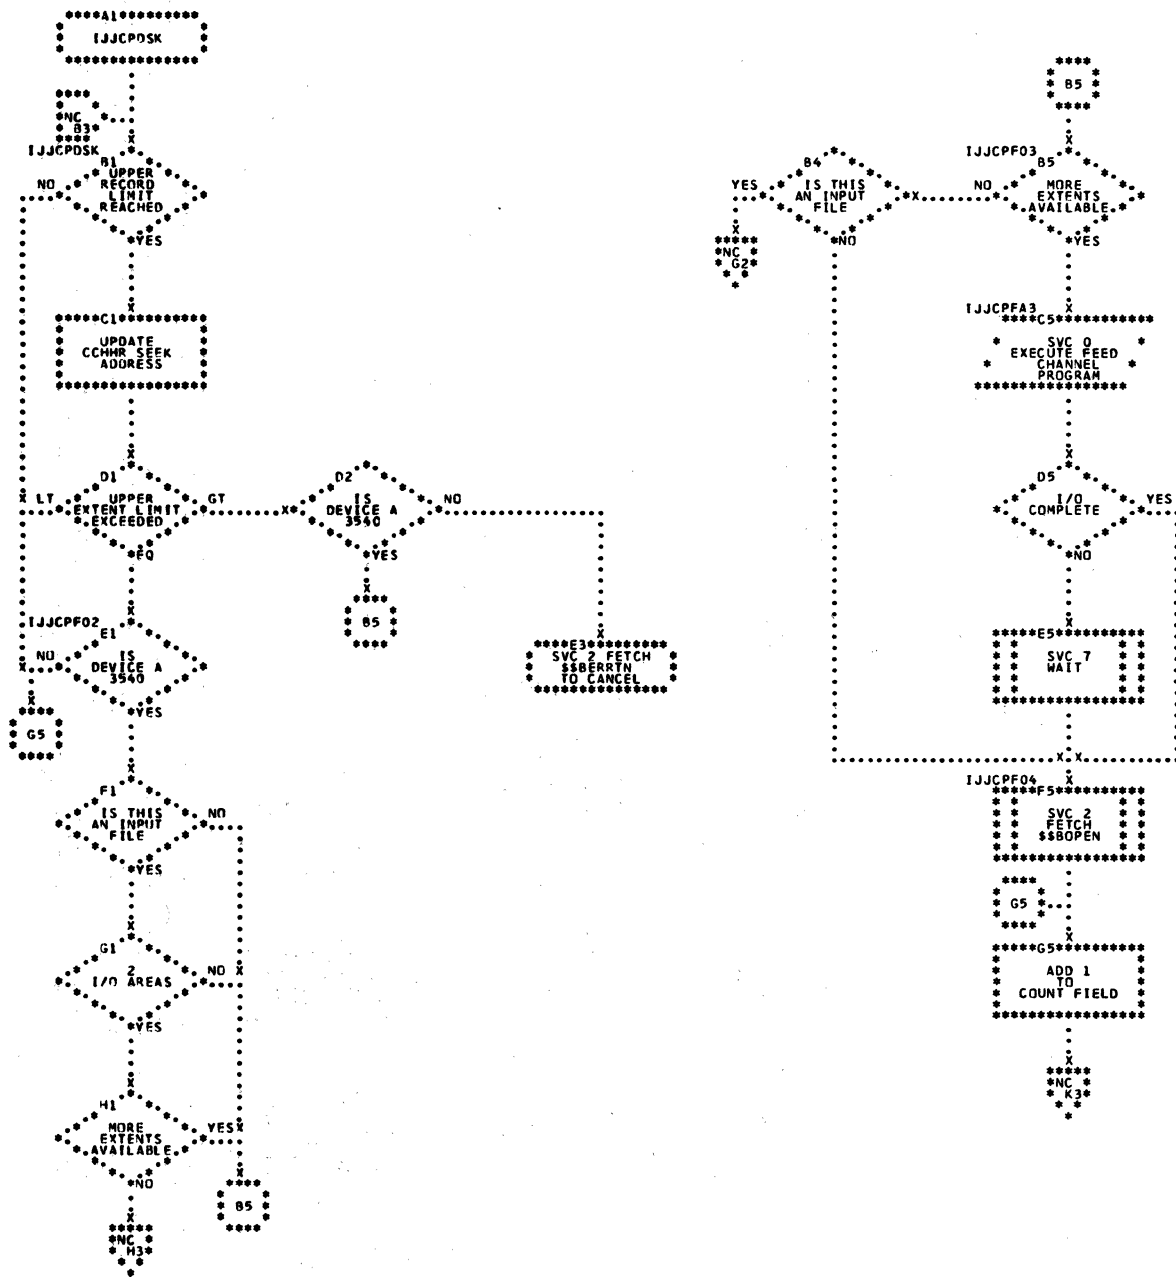 A1
IJJCPDSK
NC
B3
IJJCPDSK
B1
UPPER
RECORD
LIMIT
REACHED
NO
YES
C1
UPDATE
CCHHR SEEK
ADDRESS
D1
UPPER
EXTENT LIMIT
EXCEEDED
LT
GT
EQ
D2
IS
DEVICE A
3540
NO
YES
B5
E3
SVC 2 FETCH
$$BERRTN
TO CANCEL
IJJCPF02
E1
IS
DEVICE A
3540
NO
YES
G5
F1
IS THIS
AN INPUT
FILE
NO
YES
G1
2
I/O AREAS
NO
YES
H1
MORE
EXTENTS
AVAILABLE
YES
NO
B5
NC
H3
B5
IJJCPF03
B5
MORE
EXTENTS
AVAILABLE
NO
YES
B4
IS THIS
AN INPUT
FILE
YES
NO
NC
G2
IJJCPFA3
C5
SVC 0
EXECUTE FEED
CHANNEL
PROGRAM
D5
I/O
COMPLETE
YES
NO
E5
SVC 7
WAIT
IJJCPF04
F5
SVC 2
FETCH
$$BOPEN
G5
G5
ADD 1
TO
COUNT FIELD
NC
K3